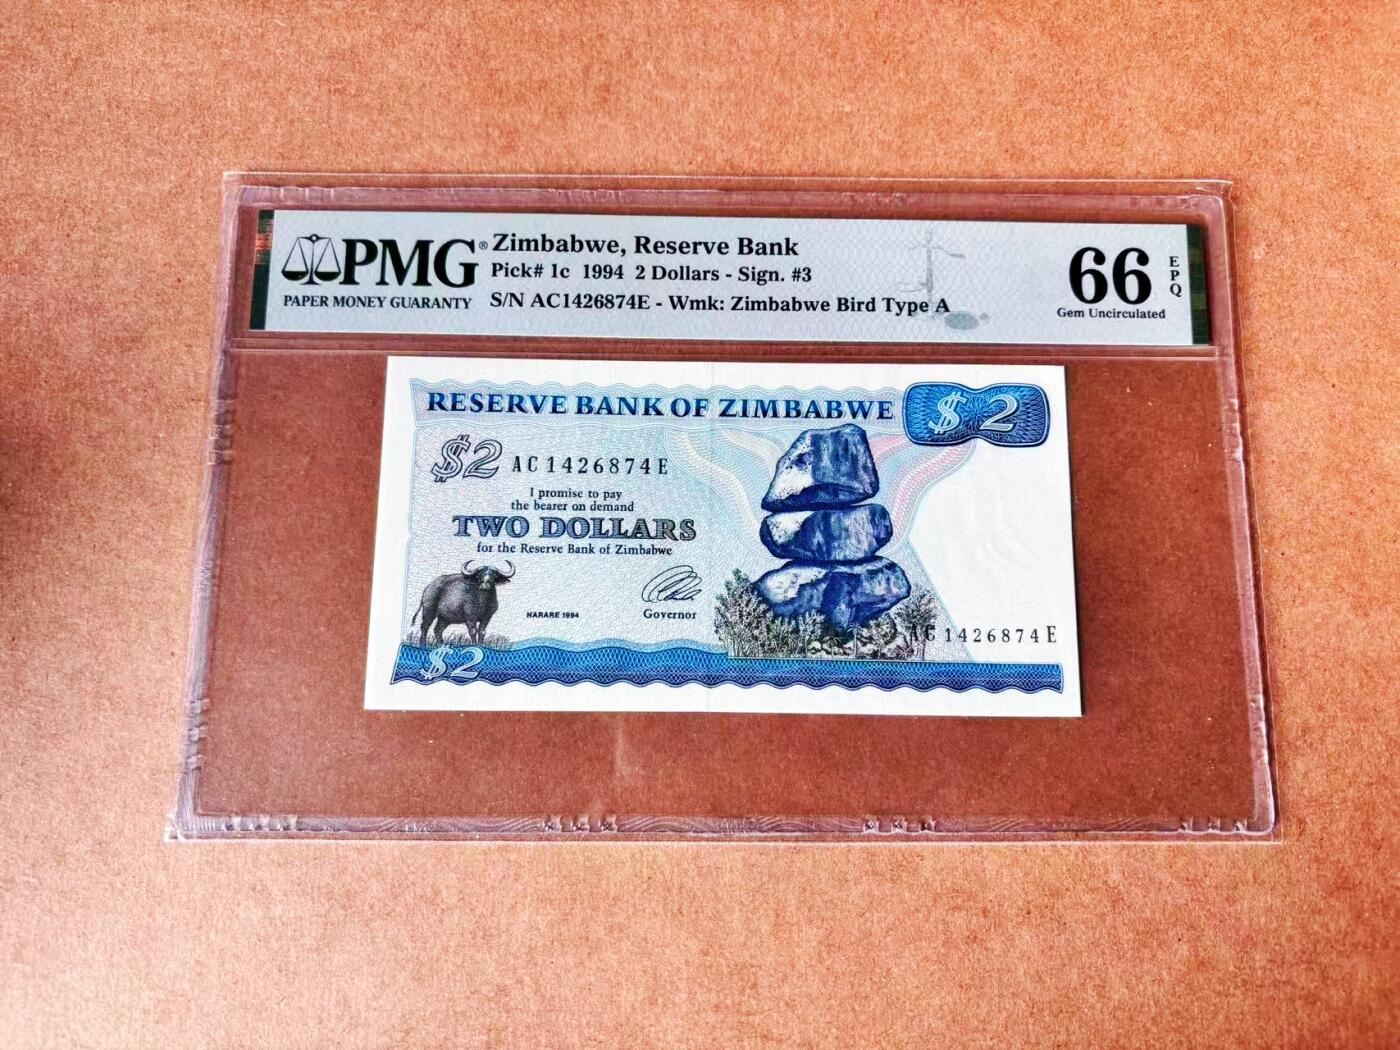 PMG®
PAPER MONEY GUARANTY
Zimbabwe, Reserve Bank
Pick# 1c 1994 2 Dollars - Sign. #3
S/N AC1426874E - Wmk: Zimbabwe Bird Type A
66
EPQ
Gem Uncirculated
RESERVE BANK OF ZIMBABWE
$2
$2
AC1426874E
I promise to pay
the bearer on demand
TWO DOLLARS
for the Reserve Bank of Zimbabwe
HARARE 1994
Governor
AC1426874E
$2